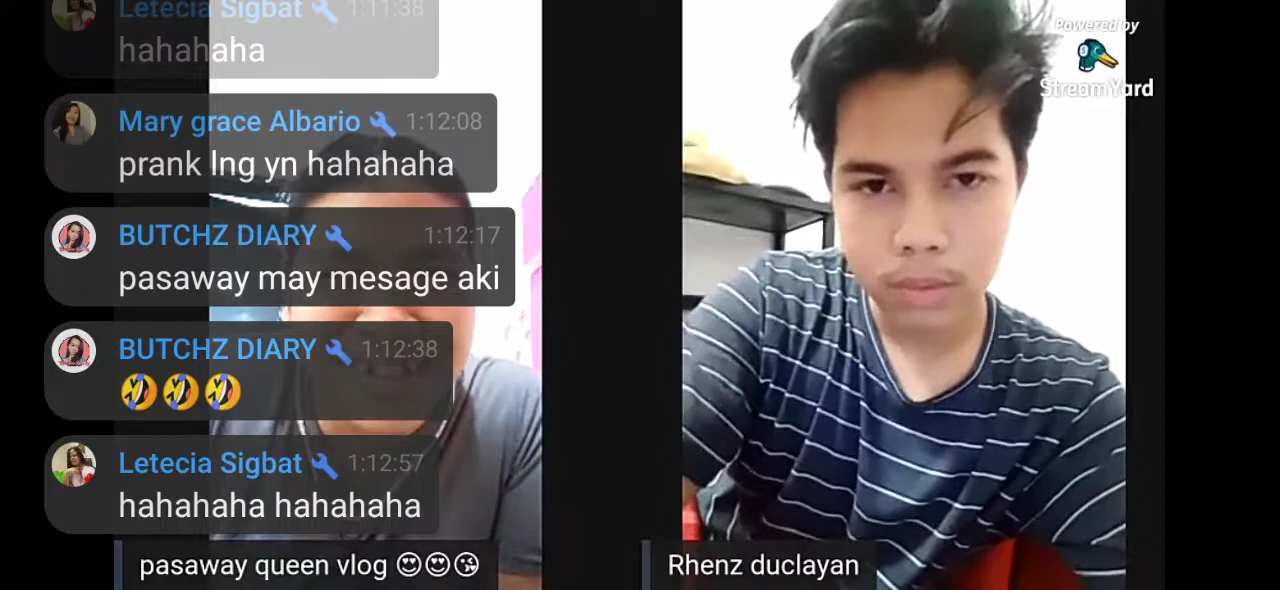 Letecia Sigbat 1:11:38
hahahaha
Mary grace Albario 1:12:08
prank lng yn hahahaha
BUTCHZ DIARY 1:12:17
pasaway may mesage aki
BUTCHZ DIARY 1:12:38
🤣🤣🤣
Letecia Sigbat 1:12:57
hahahaha hahahaha
pasaway queen vlog 😍😍😘
Powered by
StreamYard
Rhenz duclayan